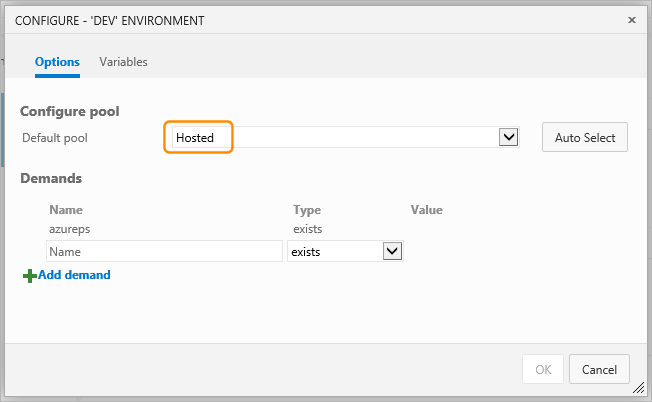 CONFIGURE - 'DEV' ENVIRONMENT
Options Variables
Configure pool
Default pool Hosted Auto Select
Demands
Name Type Value
azureps exists
Name exists
Add demand
OK Cancel